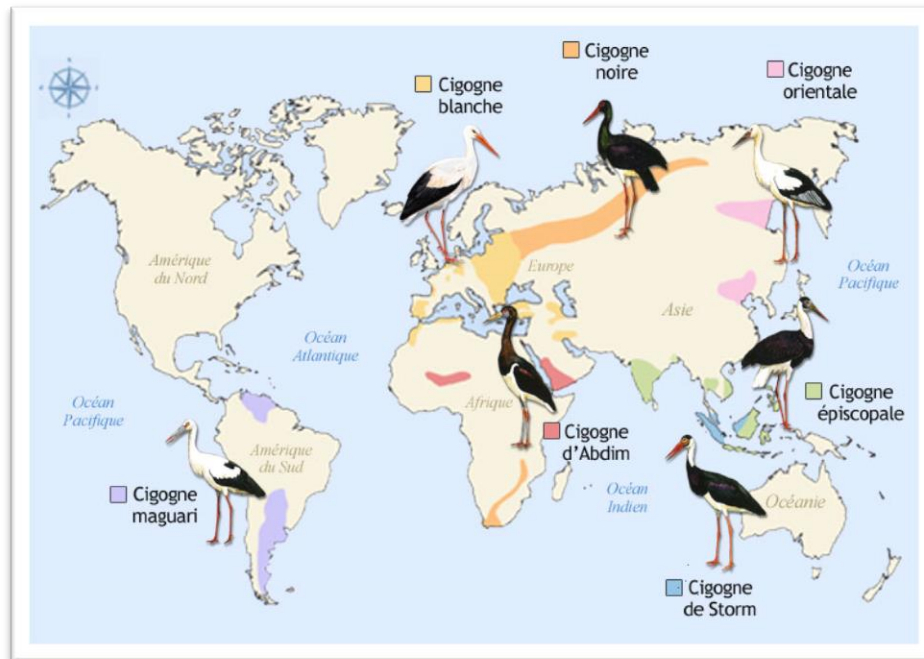 Cigogne
noire
Cigogne
orientale
Cigogne
blanche
Amérique
du Nord
Europe
Océan
Pacifique
Asie
Océan
Atlantique
Océan
Pacifique
Afrique
Cigogne
épiscopale
Amérique
du Sud
Cigogne
d'Abdim
Cigogne
maguari
Océan
Indien
Océanie
Cigogne
de Storm